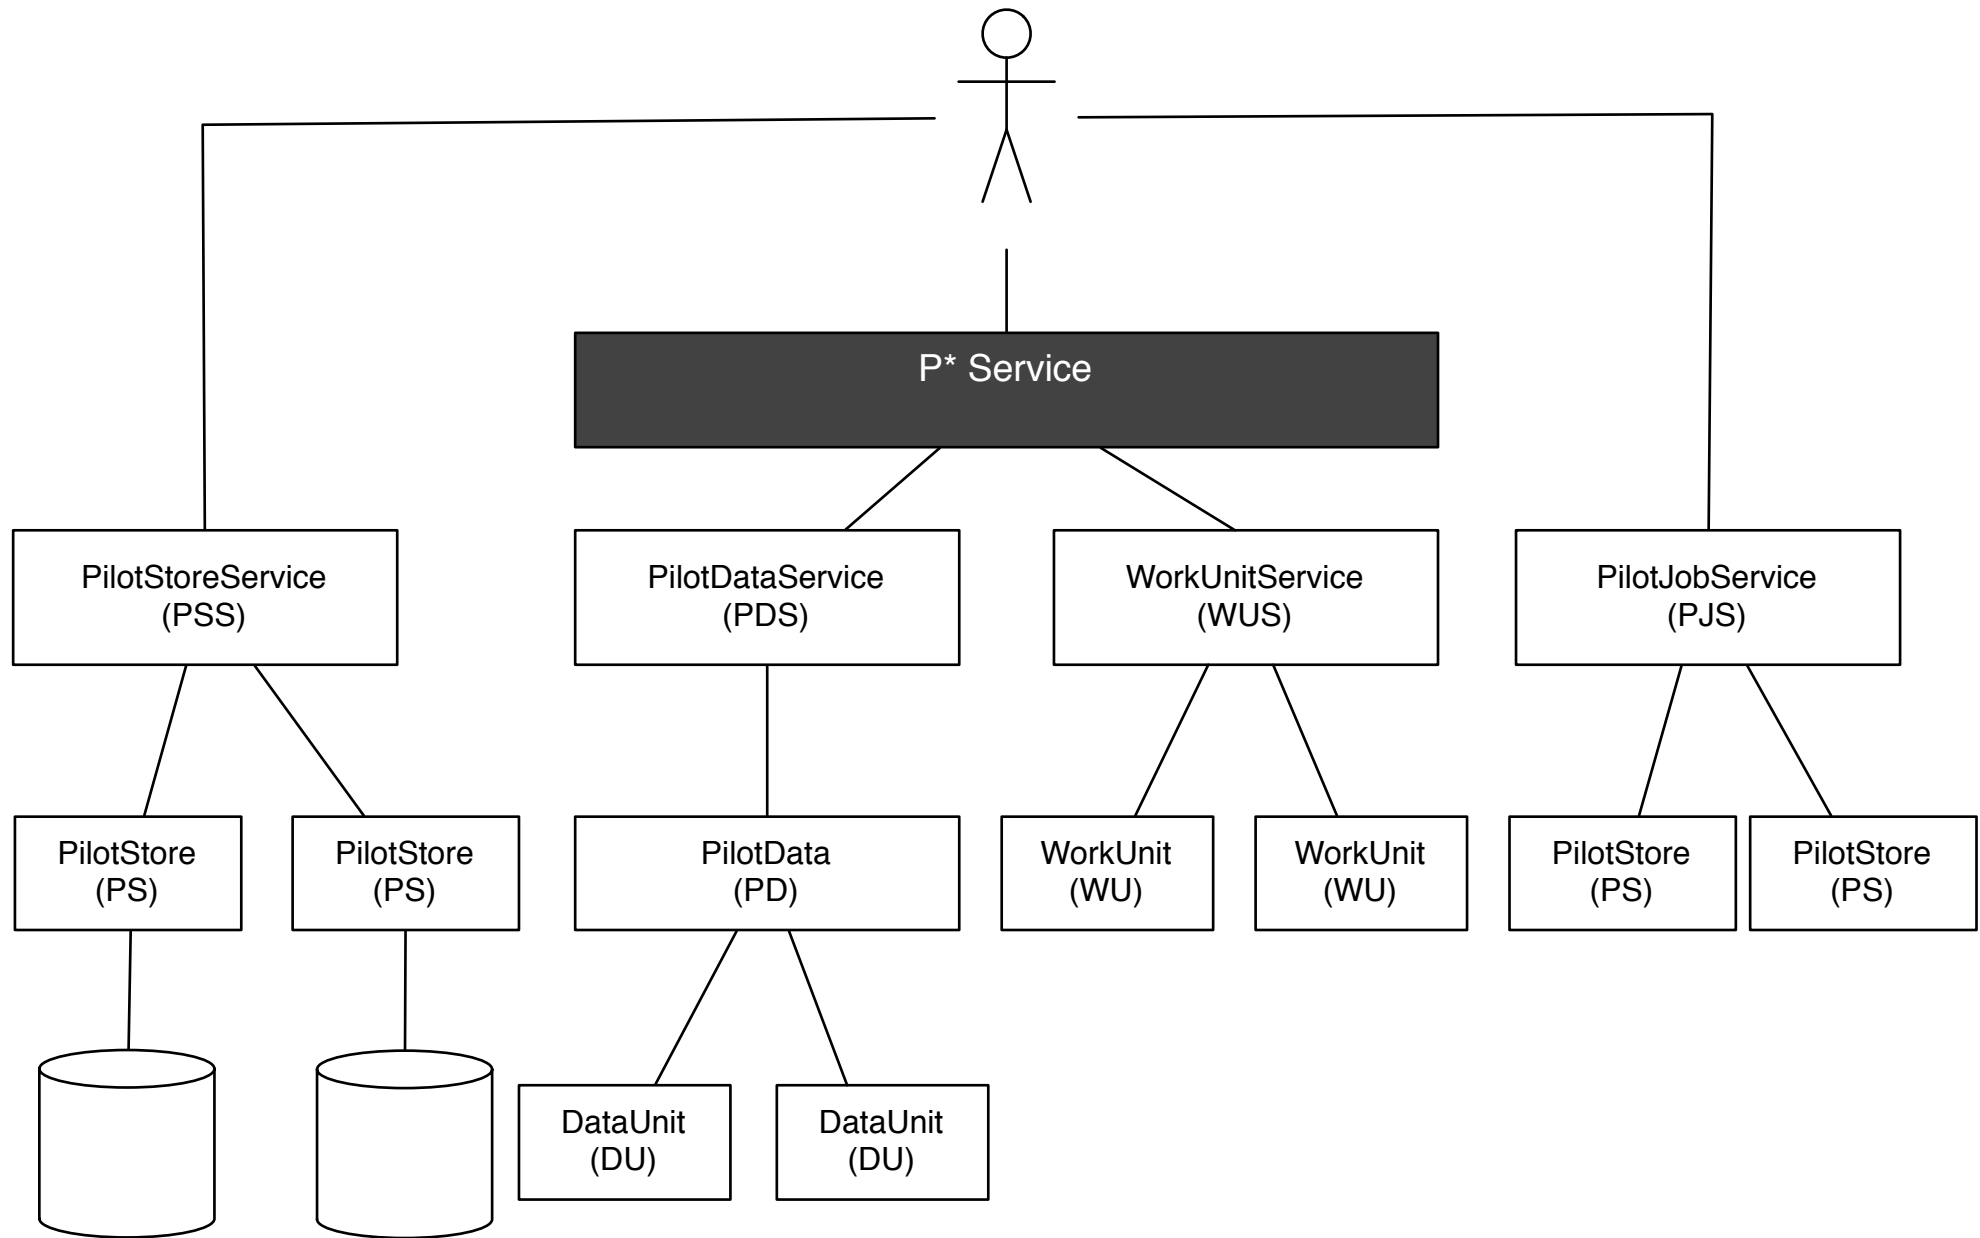 P* Service
PilotStoreService
(PSS)
PilotDataService
(PDS)
WorkUnitService
(WUS)
PilotJobService
(PJS)
PilotStore
(PS)
PilotStore
(PS)
PilotData
(PD)
WorkUnit
(WU)
WorkUnit
(WU)
PilotStore
(PS)
PilotStore
(PS)
DataUnit
(DU)
DataUnit
(DU)